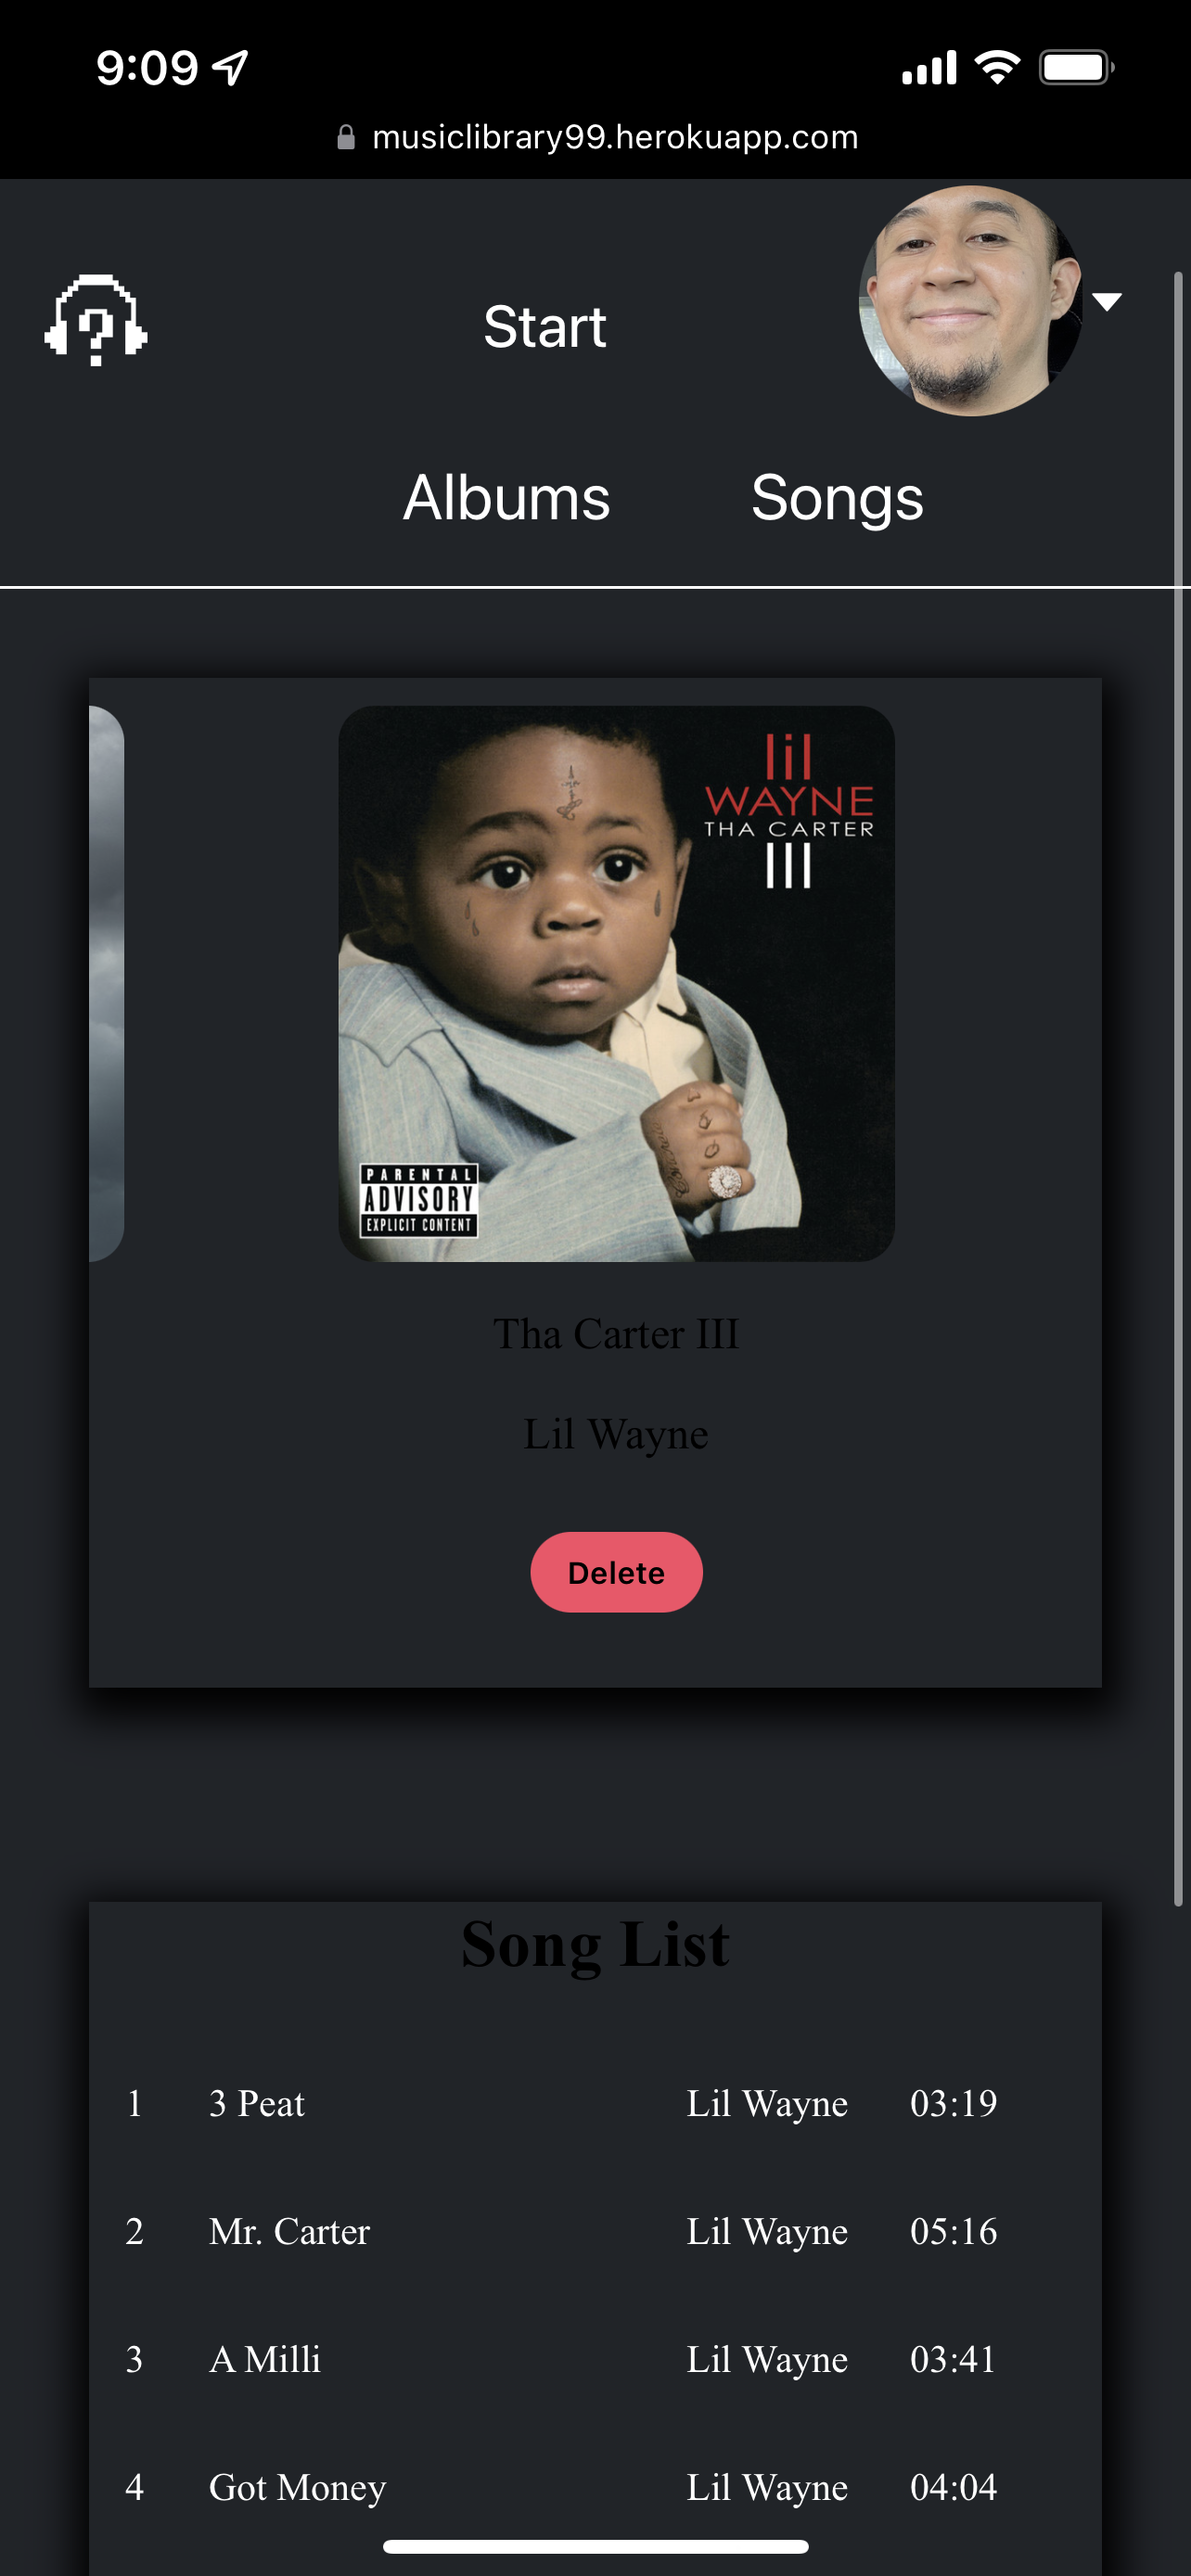 9:09
musiclibrary99.herokuapp.com
?
Start
Albums Songs
lil
WAYNE
THA CARTER
III
PARENTAL
ADVISORY
EXPLICIT CONTENT
Tha Carter III
Lil Wayne
Delete
Song List
1 3 Peat Lil Wayne 03:19
2 Mr. Carter Lil Wayne 05:16
3 A Milli Lil Wayne 03:41
4 Got Money Lil Wayne 04:04